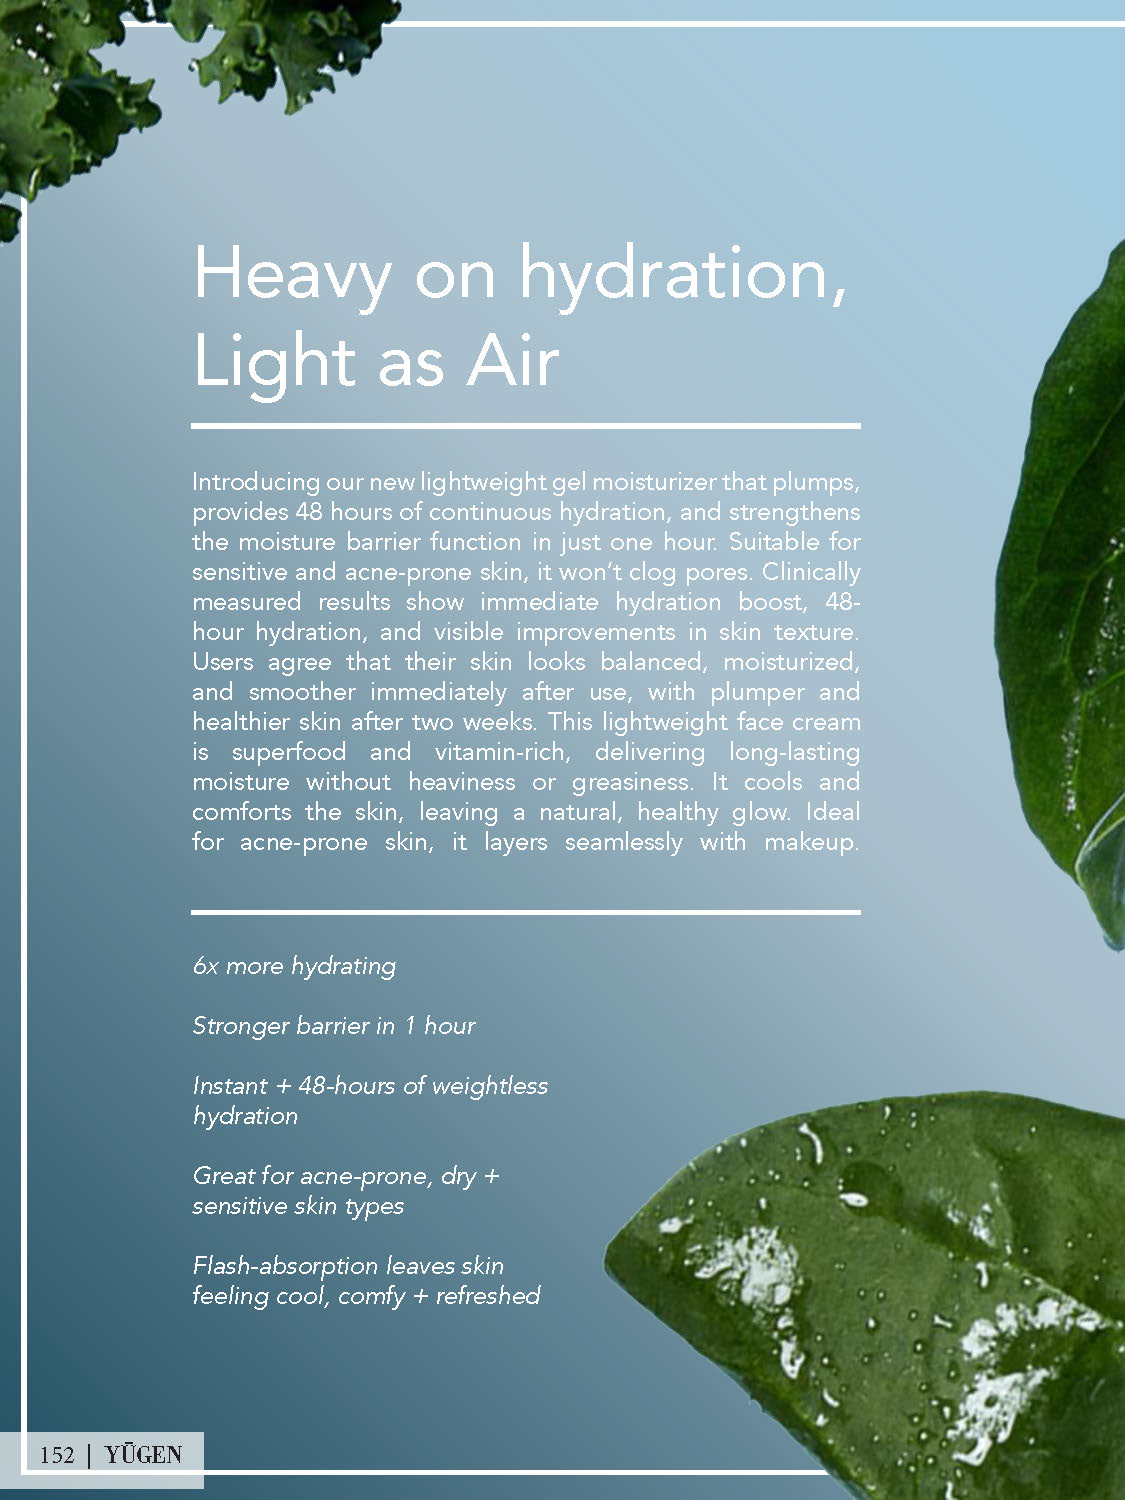 Heavy on hydration,
Light as Air
Introducing our new lightweight gel moisturizer that plumps,
provides 48 hours of continuous hydration, and strengthens
the moisture barrier function in just one hour. Suitable for
sensitive and acne-prone skin, it won't clog pores. Clinically
measured results show immediate hydration boost, 48-
hour hydration, and visible improvements in skin texture.
Users agree that their skin looks balanced, moisturized,
and smoother immediately after use, with plumper and
healthier skin after two weeks. This lightweight face cream
is superfood and vitamin-rich, delivering long-lasting
moisture without heaviness or greasiness. It cools and
comforts the skin, leaving a natural, healthy glow. Ideal
for acne-prone skin, it layers seamlessly with makeup.
6x more hydrating
Stronger barrier in 1 hour
Instant + 48-hours of weightless
hydration
Great for acne-prone, dry +
sensitive skin types
Flash-absorption leaves skin
feeling cool, comfy + refreshed
152 | YŪGEN